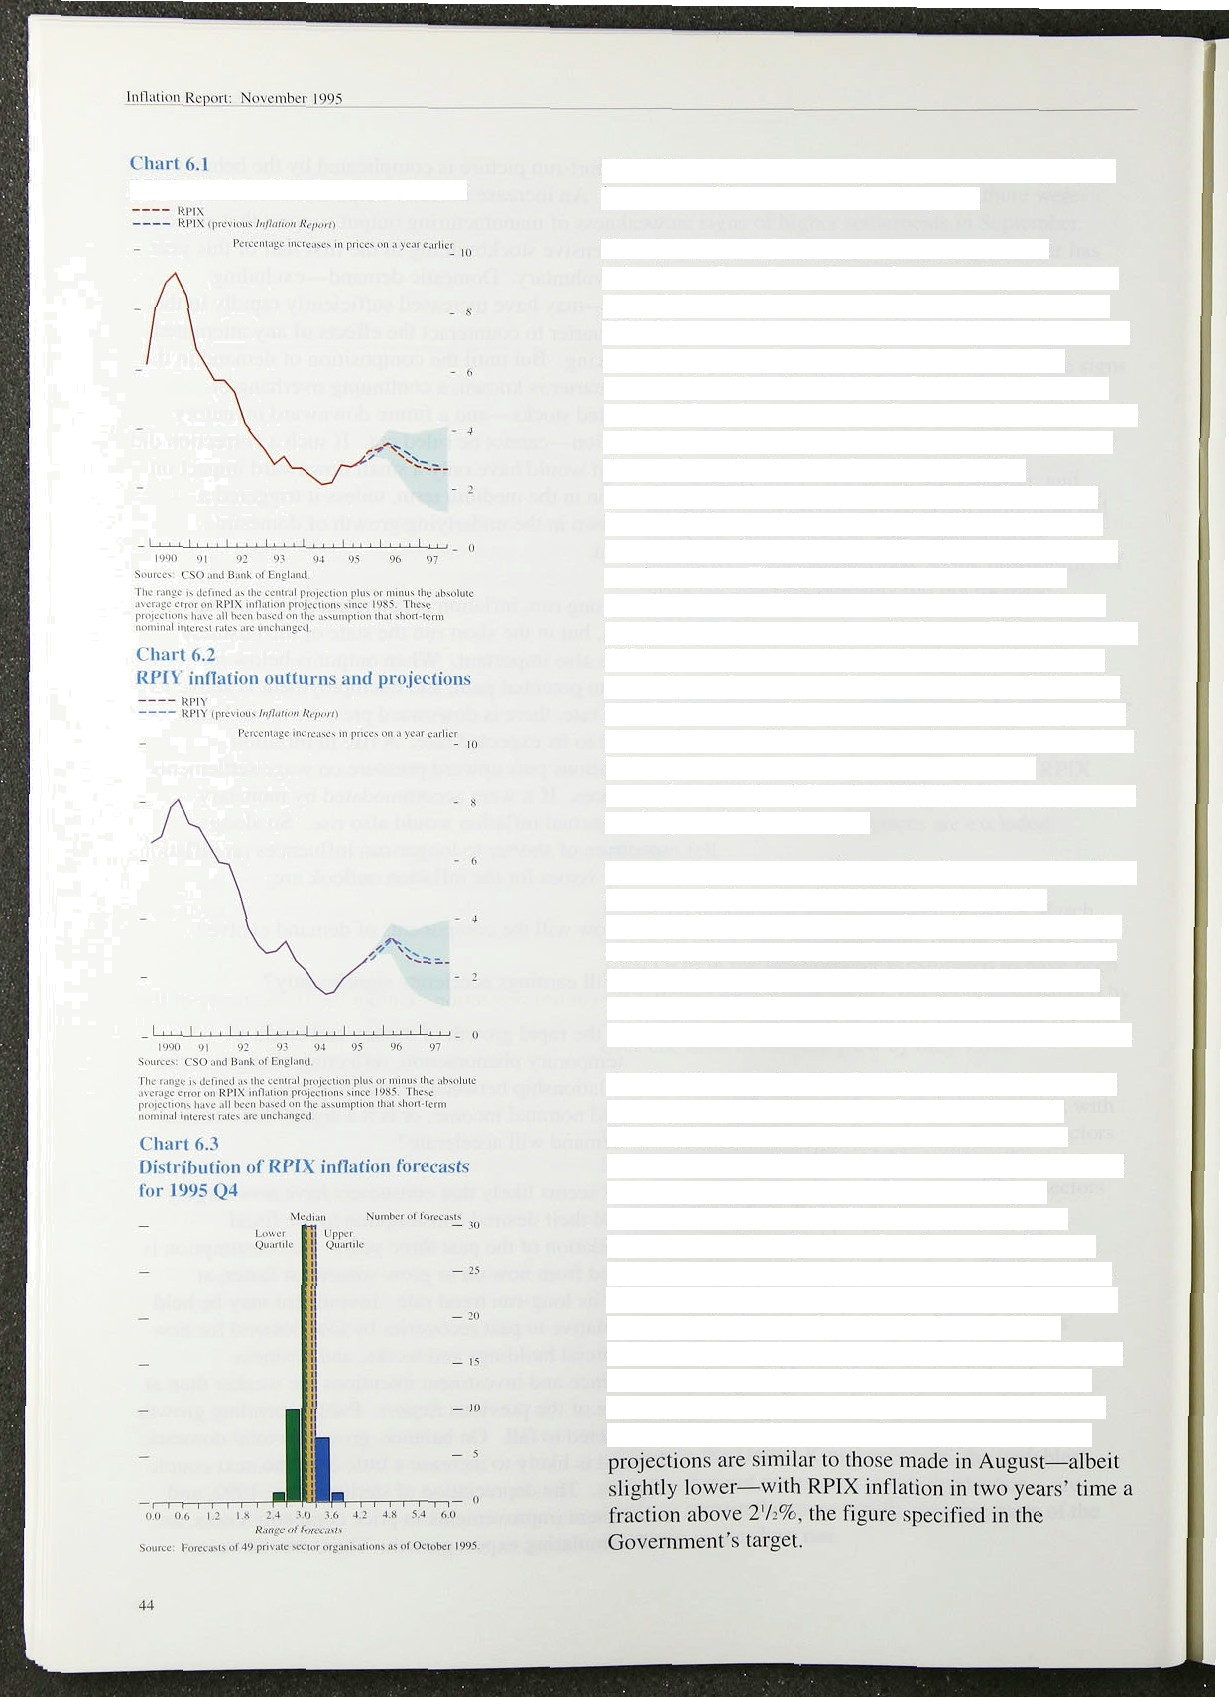 Inflation Report: November 1995
Chart 6.1
RPIX
RPIX (previous Inflation Report)
Percentage increases in prices on a year earlier
10
8
6
4
2
0
1990 91 92 93 94 95 96 97
Sources: CSO and Bank of England.
The range is defined as the central projection plus or minus the absolute
average error on RPIX inflation projections since 1985. These
projections have all been based on the assumption that short-term
nominal interest rates are unchanged.
Chart 6.2
RPIY inflation outturns and projections
RPIY
RPIY (previous Inflation Report)
Percentage increases in prices on a year earlier
10
8
6
4
2
0
1990 91 92 93 94 95 96 97
Sources: CSO and Bank of England.
The range is defined as the central projection plus or minus the absolute
average error on RPIX inflation projections since 1985. These
projections have all been based on the assumption that short-term
nominal interest rates are unchanged.
Chart 6.3
Distribution of RPIX inflation forecasts
for 1995 Q4
Median
Number of forecasts
Lower
Quartile
Upper
Quartile
30
25
20
15
10
5
0
0.0 0.6 1.2 1.8 2.4 3.0 3.6 4.2 4.8 5.4 6.0
Range of forecasts
Source: Forecasts of 49 private sector organisations as of October 1995.
projections are similar to those made in August—albeit
slightly lower—with RPIX inflation in two years' time a
fraction above 2½%, the figure specified in the
Government's target.
44